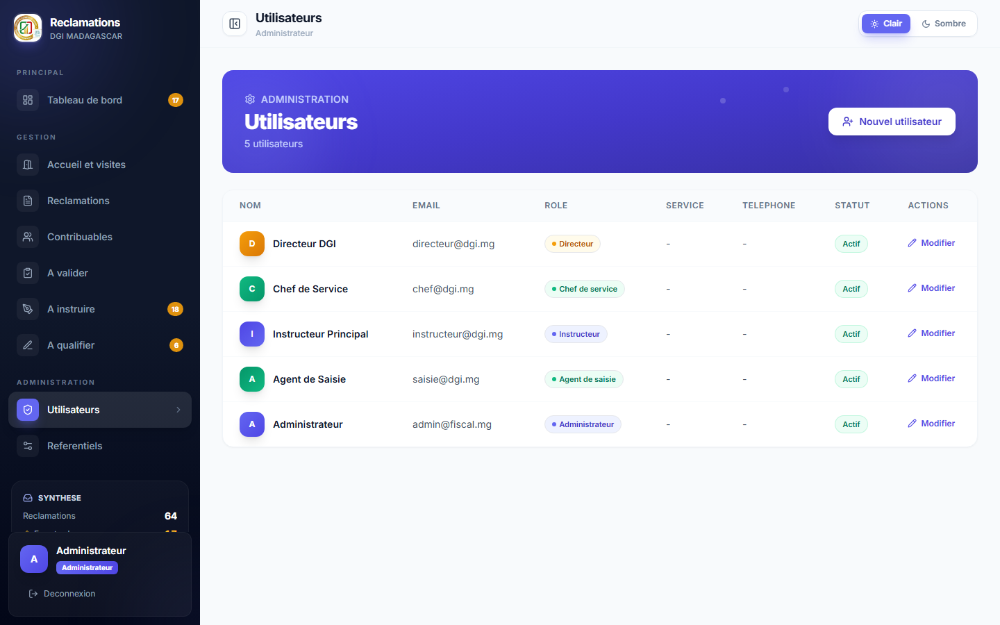 Reclamations
DGI MADAGASCAR
PRINCIPAL
Tableau de bord 17
GESTION
Accueil et visites
Reclamations
Contribuables
A valider
A instruire 18
A qualifier 6
ADMINISTRATION
Utilisateurs
Referentiels
SYNTHESE
Reclamations 64
A
Administrateur
Administrateur
Deconnexion
Utilisateurs
Administrateur
Clair
Sombre
ADMINISTRATION
Utilisateurs
5 utilisateurs
Nouvel utilisateur
NOM EMAIL ROLE SERVICE TELEPHONE STATUT ACTIONS
D Directeur DGI directeur@dgi.mg Directeur - - Actif Modifier
C Chef de Service chef@dgi.mg Chef de service - - Actif Modifier
I Instructeur Principal instructeur@dgi.mg Instructeur - - Actif Modifier
A Agent de Saisie saisie@dgi.mg Agent de saisie - - Actif Modifier
A Administrateur admin@fiscal.mg Administrateur - - Actif Modifier